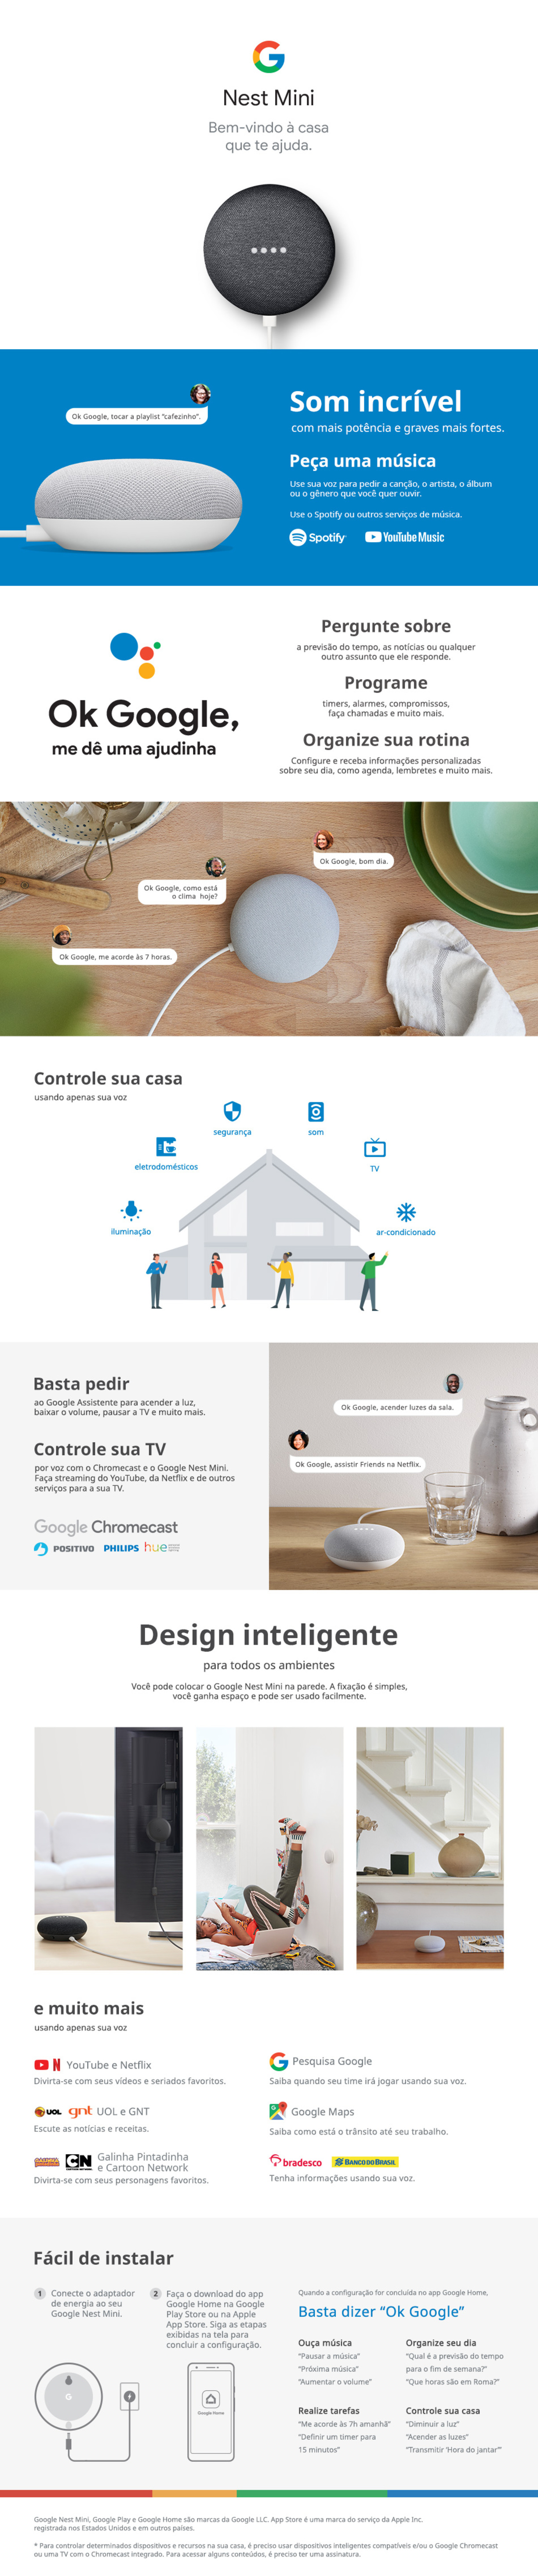 Nest Mini
Bem-vindo à casa
que te ajuda.
Ok Google, tocar a playlist "cafezinho".
Som incrível
com mais potência e graves mais fortes.
Peça uma música
Use sua voz para pedir a canção, o artista, o álbum
ou o gênero que você quer ouvir.
Use o Spotify ou outros serviços de música.
Spotify
YouTube Music
Ok Google,
me dê uma ajudinha
Pergunte sobre
a previsão do tempo, as notícias ou qualquer
outro assunto que ele responde.
Programe
timers, alarmes, compromissos,
faça chamadas e muito mais.
Organize sua rotina
Configure e receba informações personalizadas
sobre seu dia, como agenda, lembretes e muito mais.
Ok Google, bom dia.
Ok Google, como está
o clima hoje?
Ok Google, me acorde às 7 horas.
Controle sua casa
usando apenas sua voz
segurança
som
eletrodomésticos
TV
iluminação
ar-condicionado
Basta pedir
ao Google Assistente para acender a luz,
baixar o volume, pausar a TV e muito mais.
Controle sua TV
por voz com o Chromecast e o Google Nest Mini.
Faça streaming do YouTube, da Netflix e de outros
serviços para a sua TV.
Google Chromecast
POSITIVO
PHILIPS
hue
Ok Google, acender luzes da sala.
Ok Google, assistir Friends na Netflix.
Design inteligente
para todos os ambientes
Você pode colocar o Google Nest Mini na parede. A fixação é simples,
você ganha espaço e pode ser usado facilmente.
e muito mais
usando apenas sua voz
N YouTube e Netflix
Divirta-se com seus vídeos e seriados favoritos.
UOL gnt UOL e GNT
Escute as notícias e receitas.
CN Galinha Pintadinha
e Cartoon Network
Divirta-se com seus personagens favoritos.
G Pesquisa Google
Saiba quando seu time irá jogar usando sua voz.
Google Maps
Saiba como está o trânsito até seu trabalho.
bradesco
BANCO DO BRASIL
Tenha informações usando sua voz.
Fácil de instalar
1 Conecte o adaptador
de energia ao seu
Google Nest Mini.
2 Faça o download do app
Google Home na Google
Play Store ou na Apple
App Store. Siga as etapas
exibidas na tela para
concluir a configuração.
G
Google Home
Quando a configuração for concluída no app Google Home,
Basta dizer "Ok Google"
Ouça música
"Pausar a música"
"Próxima música"
"Aumentar o volume"
Organize seu dia
"Qual é a previsão do tempo
para o fim de semana?"
"Que horas são em Roma?"
Realize tarefas
"Me acorde às 7h amanhã"
"Definir um timer para
15 minutos"
Controle sua casa
"Diminuir a luz"
"Acender as luzes"
"Transmitir 'Hora do jantar'"
Google Nest Mini, Google Play e Google Home são marcas da Google LLC. App Store é uma marca do serviço da Apple Inc.
registrada nos Estados Unidos e em outros países.
* Para controlar determinados dispositivos e recursos na sua casa, é preciso usar dispositivos inteligentes compatíveis e/ou o Google Chromecast
ou uma TV com o Chromecast integrado. Para acessar alguns conteúdos, é preciso ter uma assinatura.